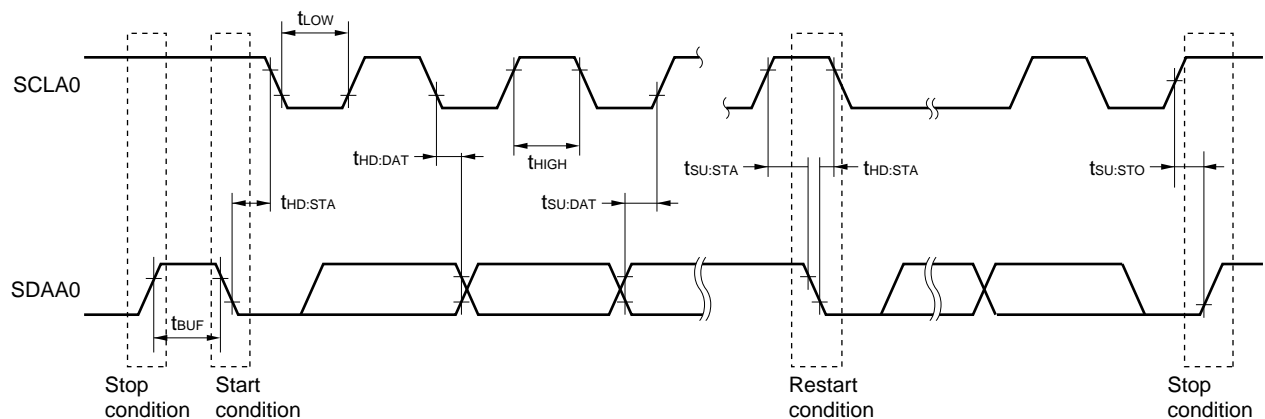 tLOW
SCLA0
tHD:DAT
tHIGH
tSU:STA
tHD:STA
tSU:STO
tHD:STA
tSU:DAT
SDAA0
tBUF
Stop
condition
Start
condition
Restart
condition
Stop
condition